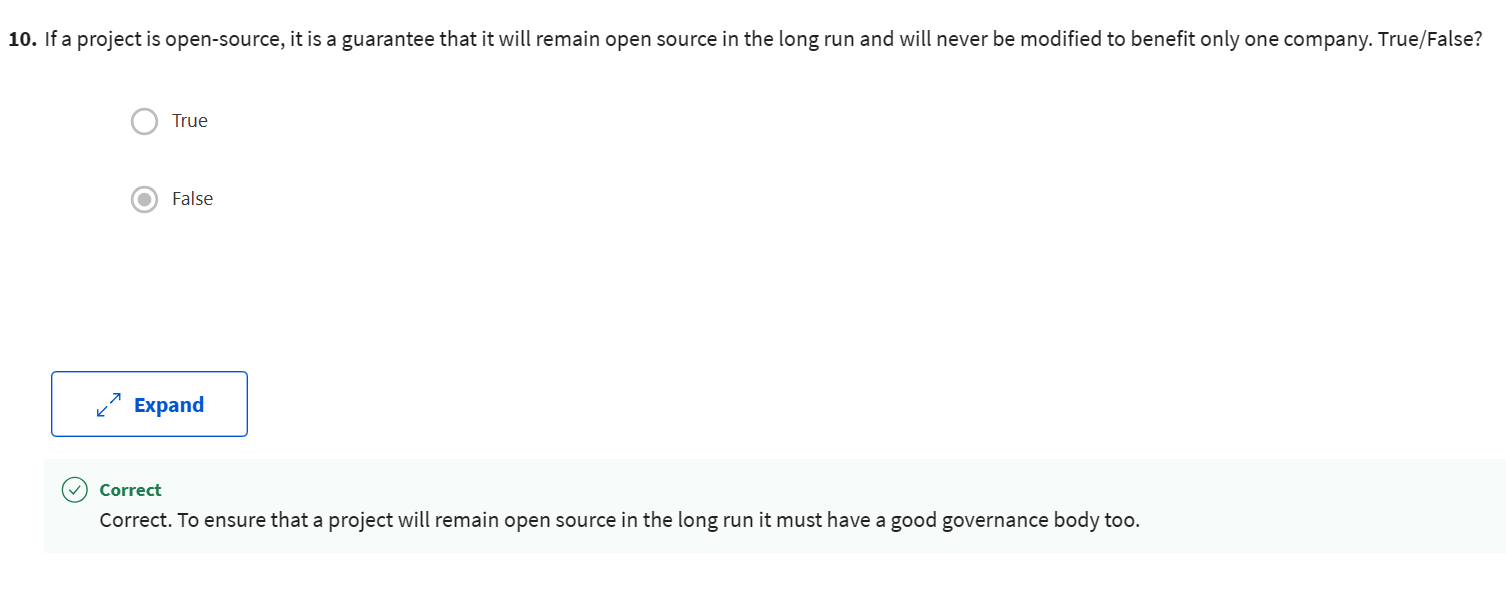 10. If a project is open-source, it is a guarantee that it will remain open source in the long run and will never be modified to benefit only one company. True/False?
True
False
Expand
Correct
Correct. To ensure that a project will remain open source in the long run it must have a good governance body too.